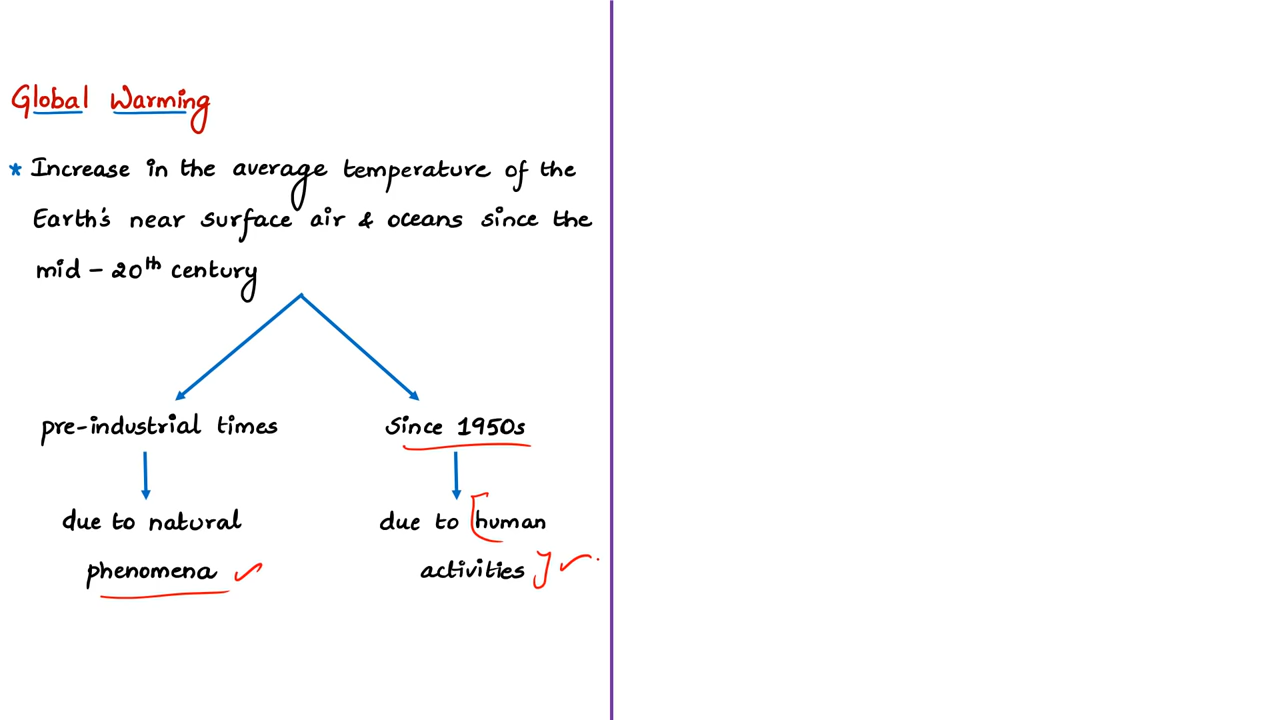 Global Warming
* Increase in the average temperature of the
Earth's near surface air & oceans since the
mid - 20th century
pre-industrial times
since 1950s
due to natural
due to [human
phenomena ✓
activities] ✓